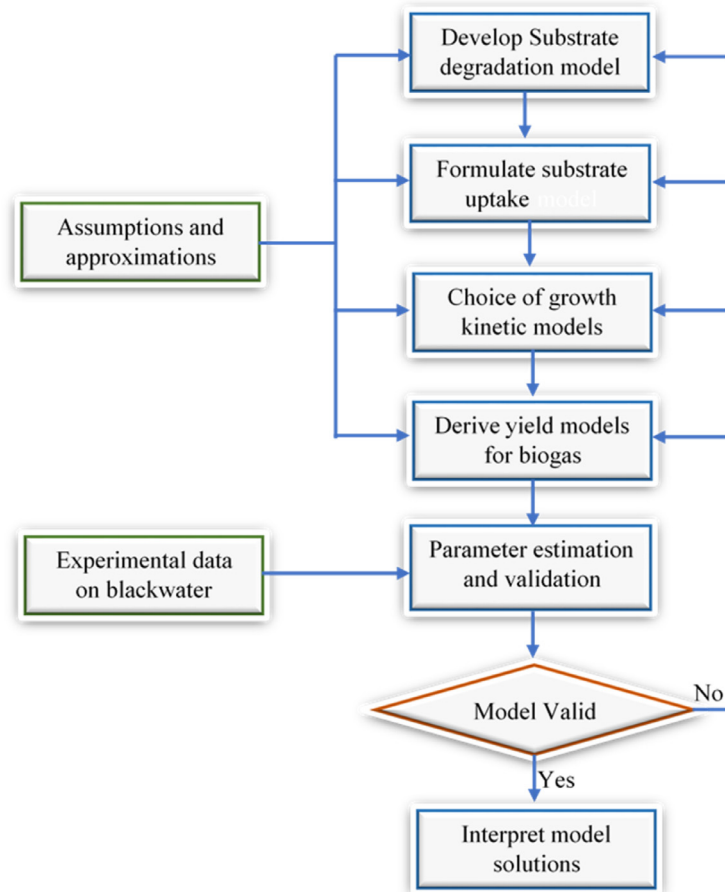 Develop Substrate
degradation model
Formulate substrate
uptake model
Assumptions and
approximations
Choice of growth
kinetic models
Derive yield models
for biogas
Experimental data
on blackwater
Parameter estimation
and validation
Model Valid
No
Yes
Interpret model
solutions